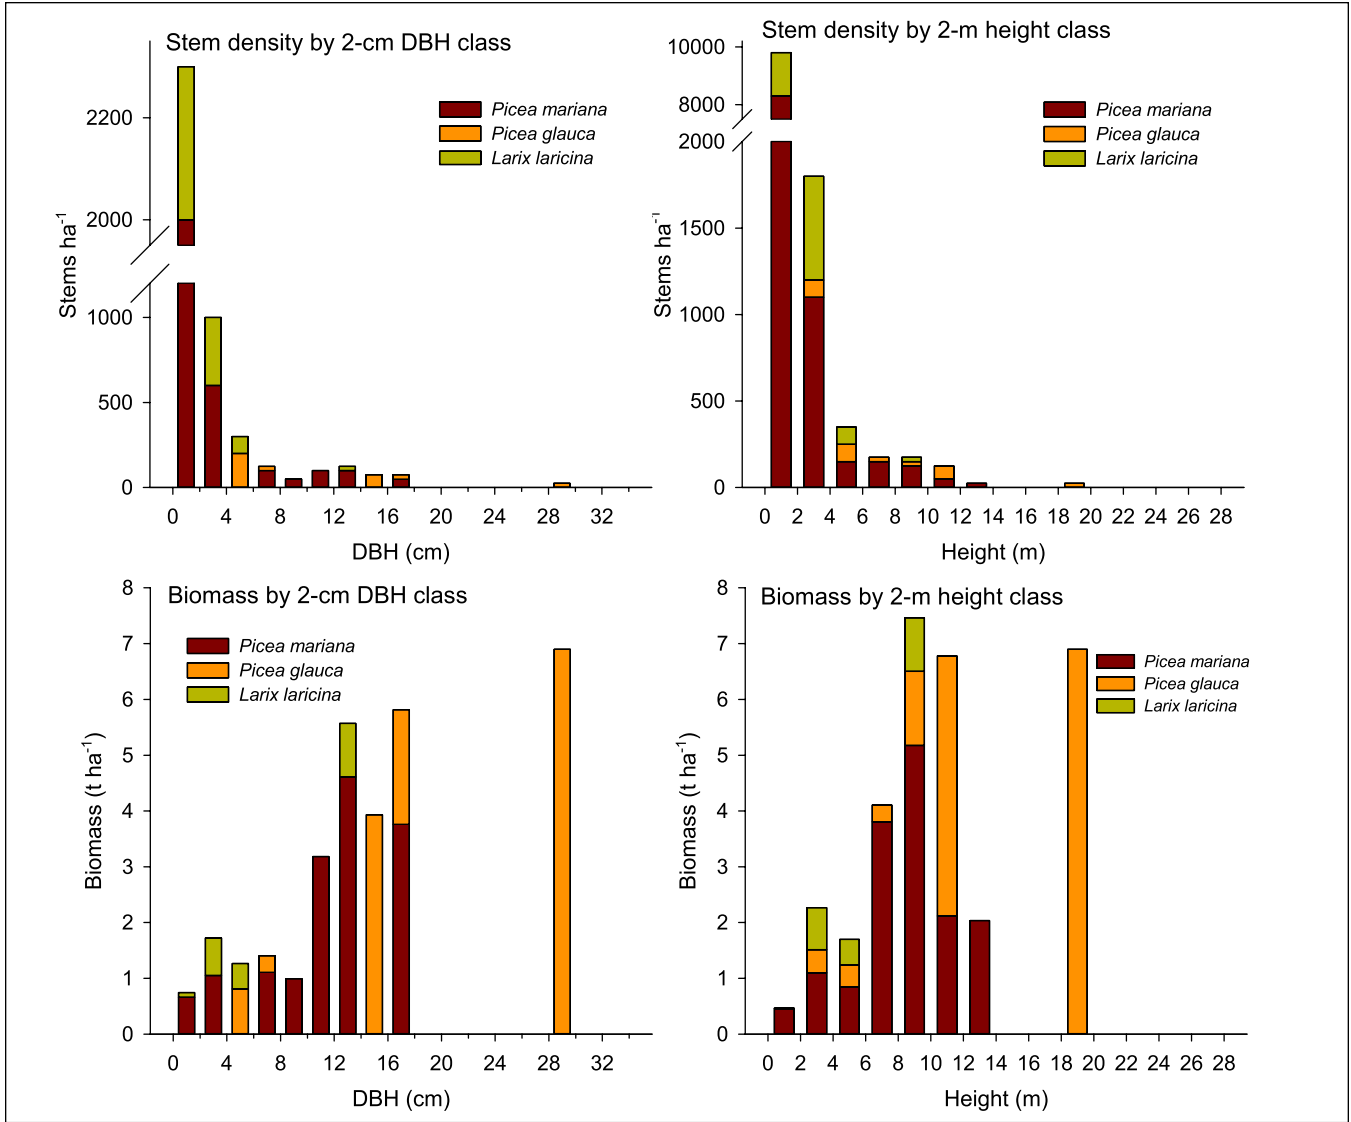 Stem density by 2-cm DBH class
2200
2000
1000
500
0
Stems ha-1
Picea mariana
Picea glauca
Larix laricina
0 4 8 12 16 20 24 28 32
DBH (cm)
Stem density by 2-m height class
10000
8000
2000
1500
1000
500
0
Stems ha-1
Picea mariana
Picea glauca
Larix laricina
0 2 4 6 8 10 12 14 16 18 20 22 24 26 28
Height (m)
Biomass by 2-cm DBH class
8
7
6
5
4
3
2
1
0
Biomass (t ha-1)
Picea mariana
Picea glauca
Larix laricina
0 4 8 12 16 20 24 28 32
DBH (cm)
Biomass by 2-m height class
8
7
6
5
4
3
2
1
0
Biomass (t ha-1)
Picea mariana
Picea glauca
Larix laricina
0 2 4 6 8 10 12 14 16 18 20 22 24 26 28
Height (m)